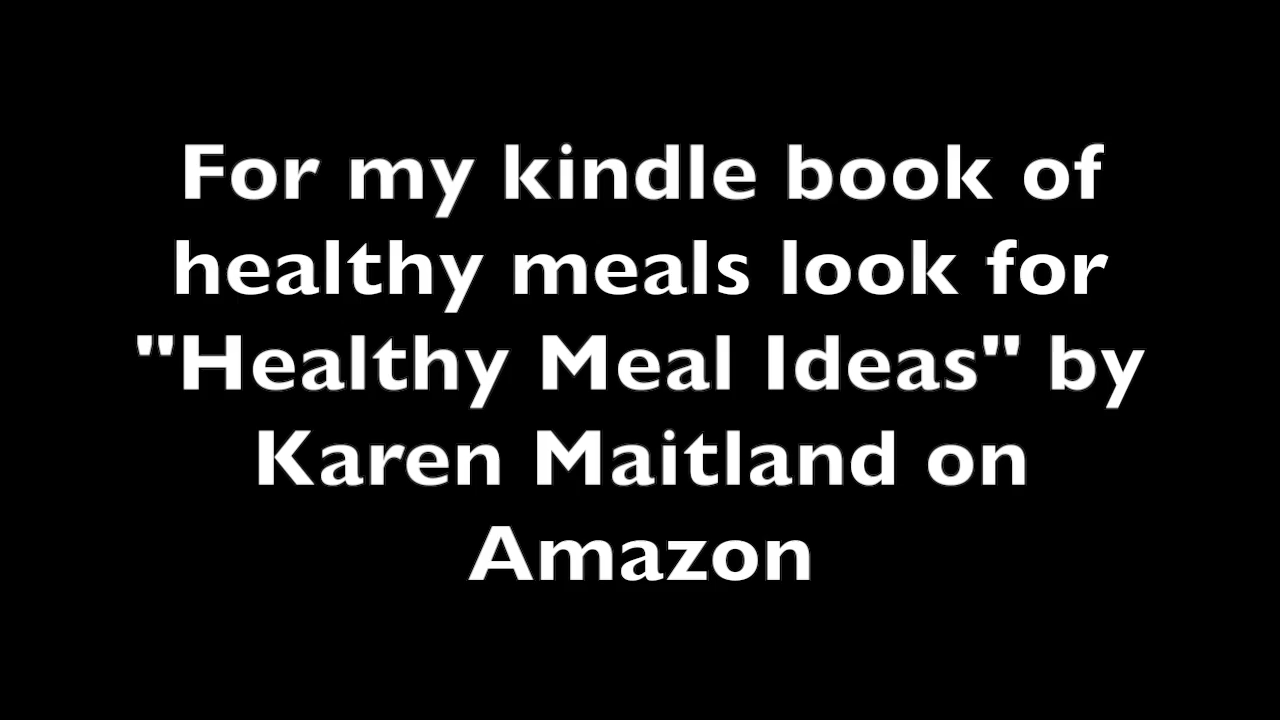 For my kindle book of
healthy meals look for
"Healthy Meal Ideas" by
Karen Maitland on
Amazon